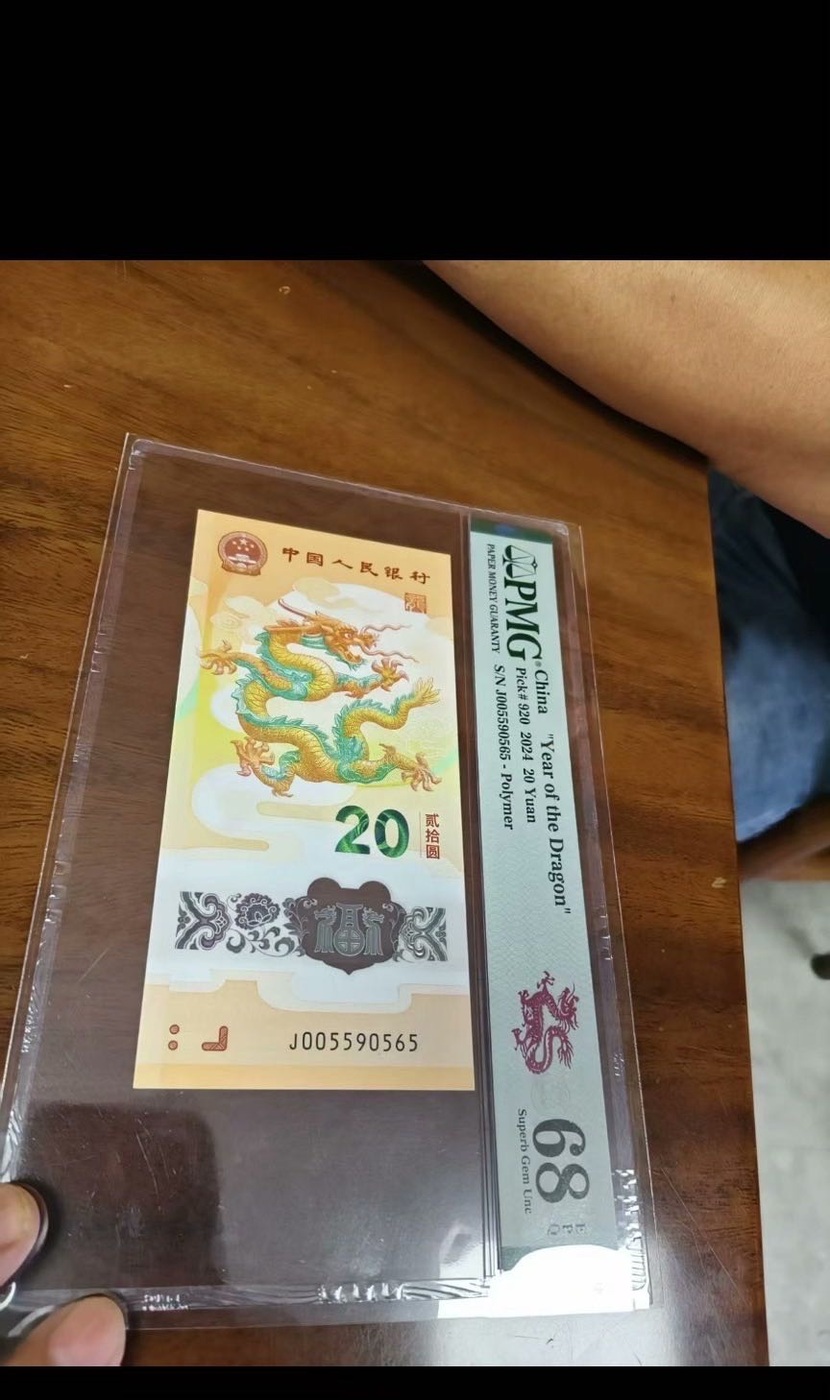 中国人民银行
20
贰拾圆
J005590565
PMG®
PAPER MONEY GUARANTY
China "Year of the Dragon"
Pick# 920 2024 20 Yuan
S/N J005590565 - Polymer
68 EPQ
Superb Gem Unc